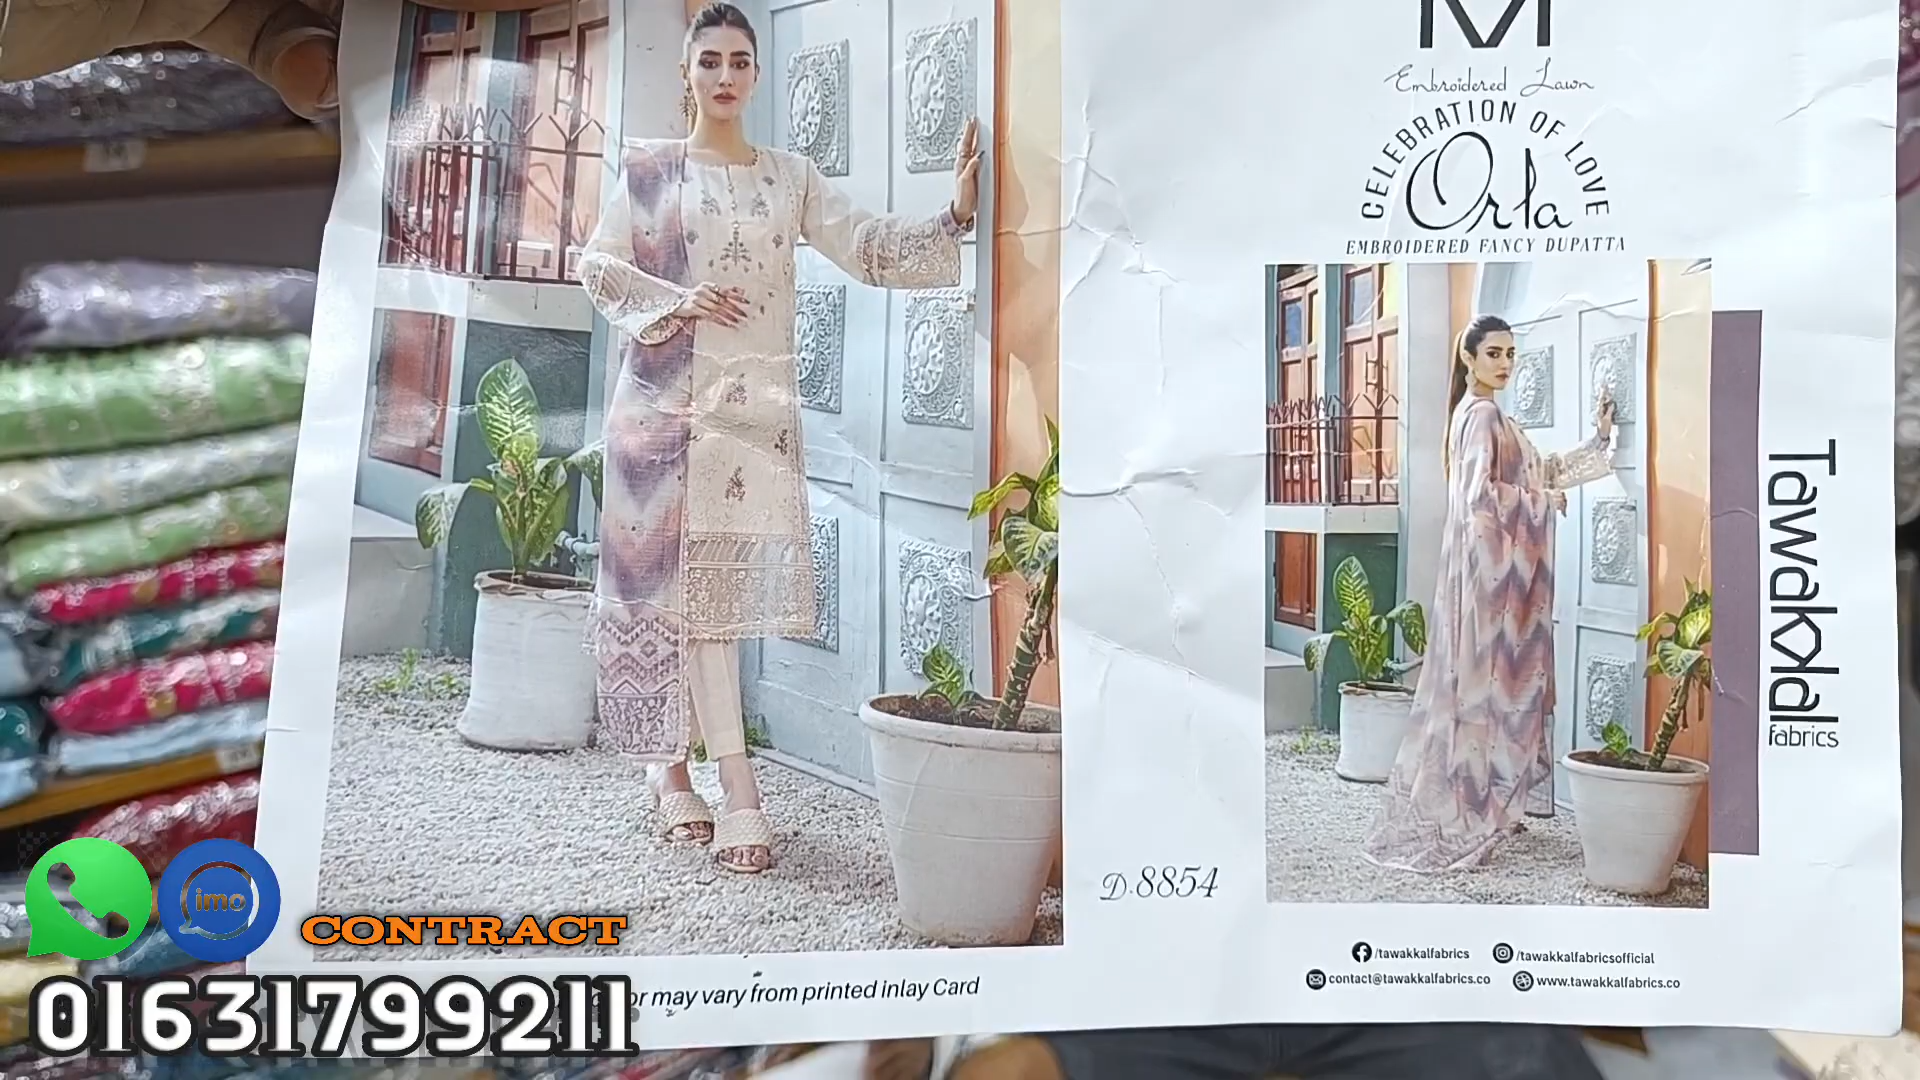 Embroidered Lawn
CELEBRATION OF LOVE
Orla
EMBROIDERED FANCY DUPATTA
Tawakkal
fabrics
D.8854
/tawakkalfabrics
/tawakkalfabricsofficial
contact@tawakkalfabrics.co
www.tawakkalfabrics.co
may vary from printed inlay Card
imo
CONTRACT
01631799211